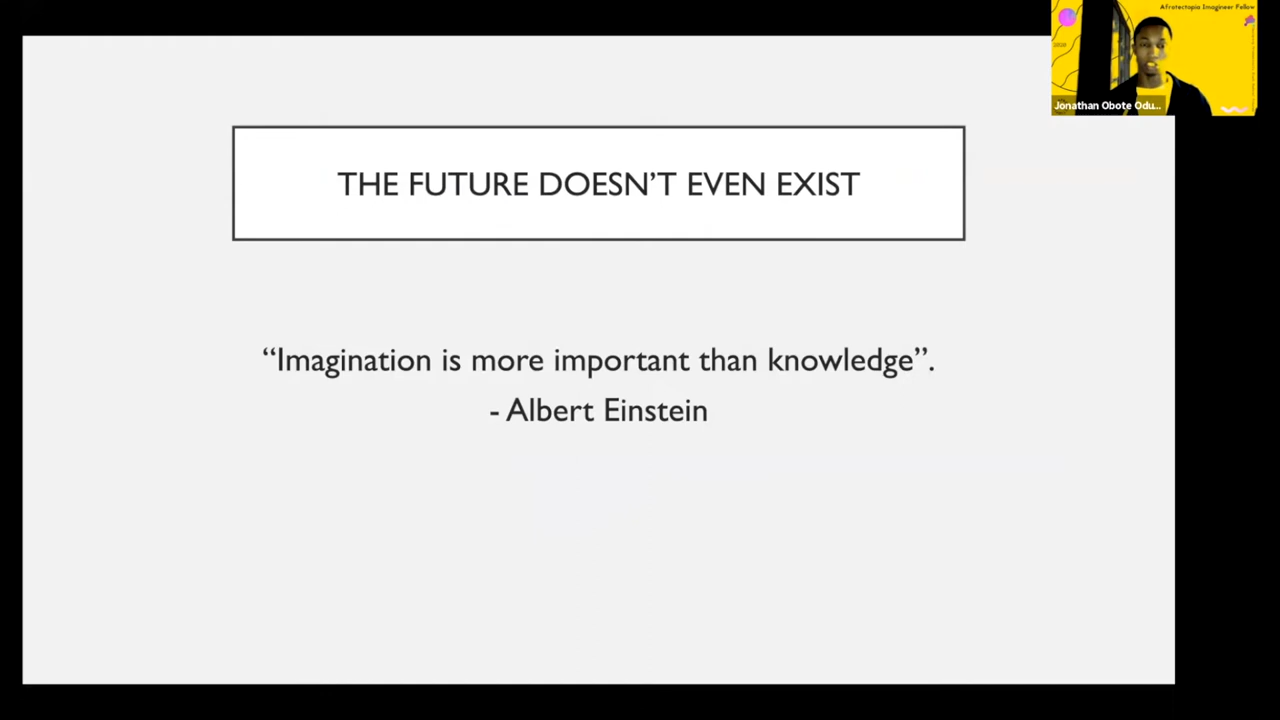 Afrotectopia Imagineer Fellow
2020
Jonathan Obote Odu...
THE FUTURE DOESN'T EVEN EXIST
“Imagination is more important than knowledge”.
- Albert Einstein